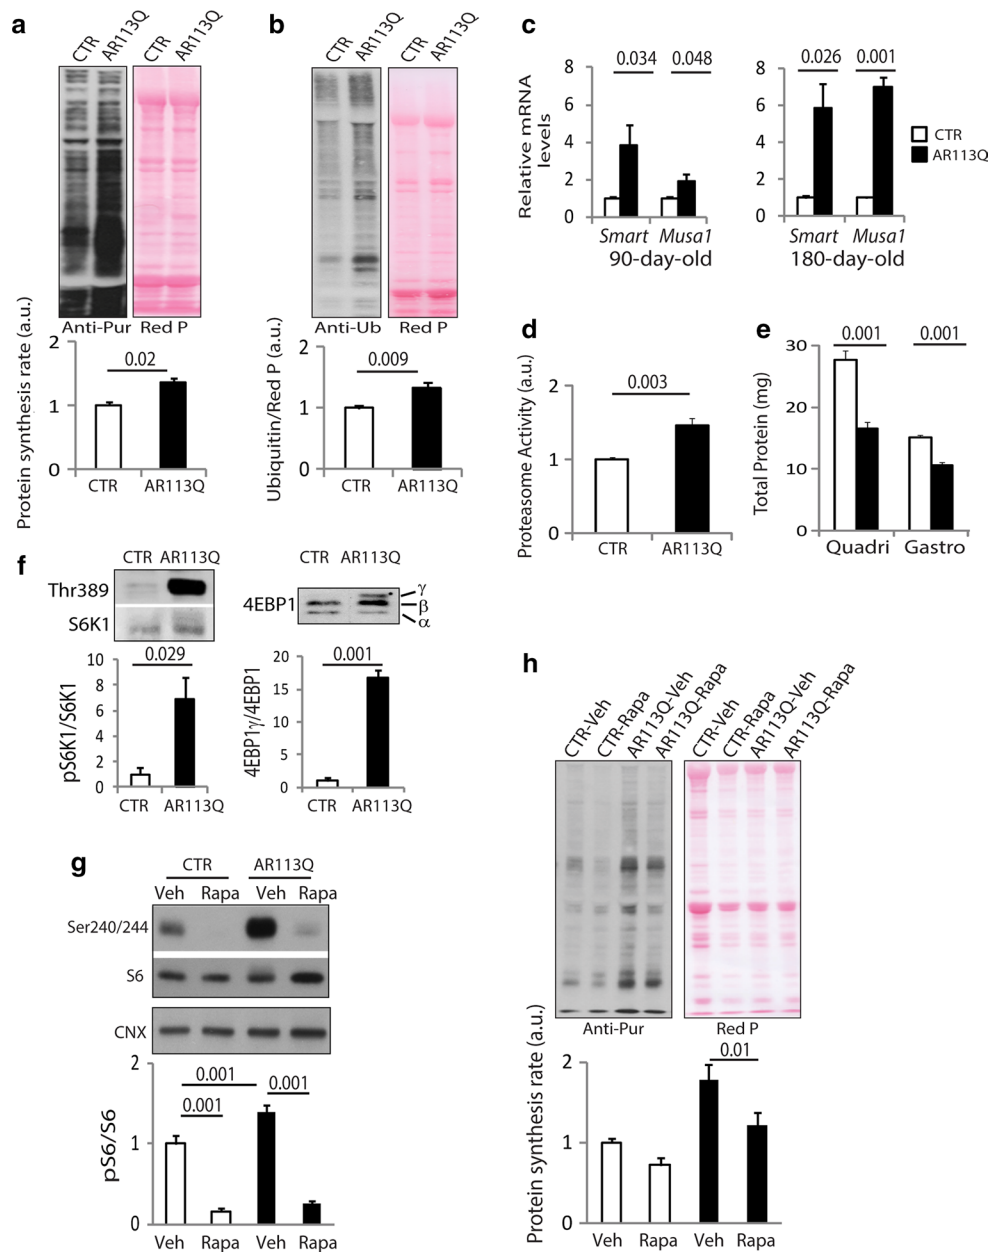 a
CTR
AR113Q
CTR
AR113Q
Anti-Pur
Red P
Protein synthesis rate (a.u.)
2
1
0
0.02
CTR
AR113Q
b
CTR
AR113Q
CTR
AR113Q
Anti-Ub
Red P
Ubiquitin/Red P (a.u.)
2
1
0
0.009
CTR
AR113Q
c
Relative mRNA
levels
8
6
4
2
0
0.034
0.048
Smart
Musa1
90-day-old
8
6
4
2
0
0.026
0.001
Smart
Musa1
180-day-old
CTR
AR113Q
d
Proteasome Activity (a.u.)
2
1
0
0.003
CTR
AR113Q
e
Total Protein (mg)
30
20
10
0
0.001
0.001
Quadri
Gastro
f
CTR
AR113Q
Thr389
S6K1
pS6K1/S6K1
10
8
6
4
2
0
0.029
CTR
AR113Q
CTR
AR113Q
4EBP1
γ
β
α
4EBP1γ/4EBP1
20
15
10
5
0
0.001
CTR
AR113Q
g
CTR
AR113Q
Veh
Rapa
Veh
Rapa
Ser240/244
S6
CNX
pS6/S6
2
1
0
0.001
0.001
0.001
Veh
Rapa
Veh
Rapa
h
CTR-Veh
CTR-Rapa
AR113Q-Veh
AR113Q-Rapa
CTR-Veh
CTR-Rapa
AR113Q-Veh
AR113Q-Rapa
Anti-Pur
Red P
Protein synthesis rate (a.u.)
2
1
0
0.01
Veh
Rapa
Veh
Rapa